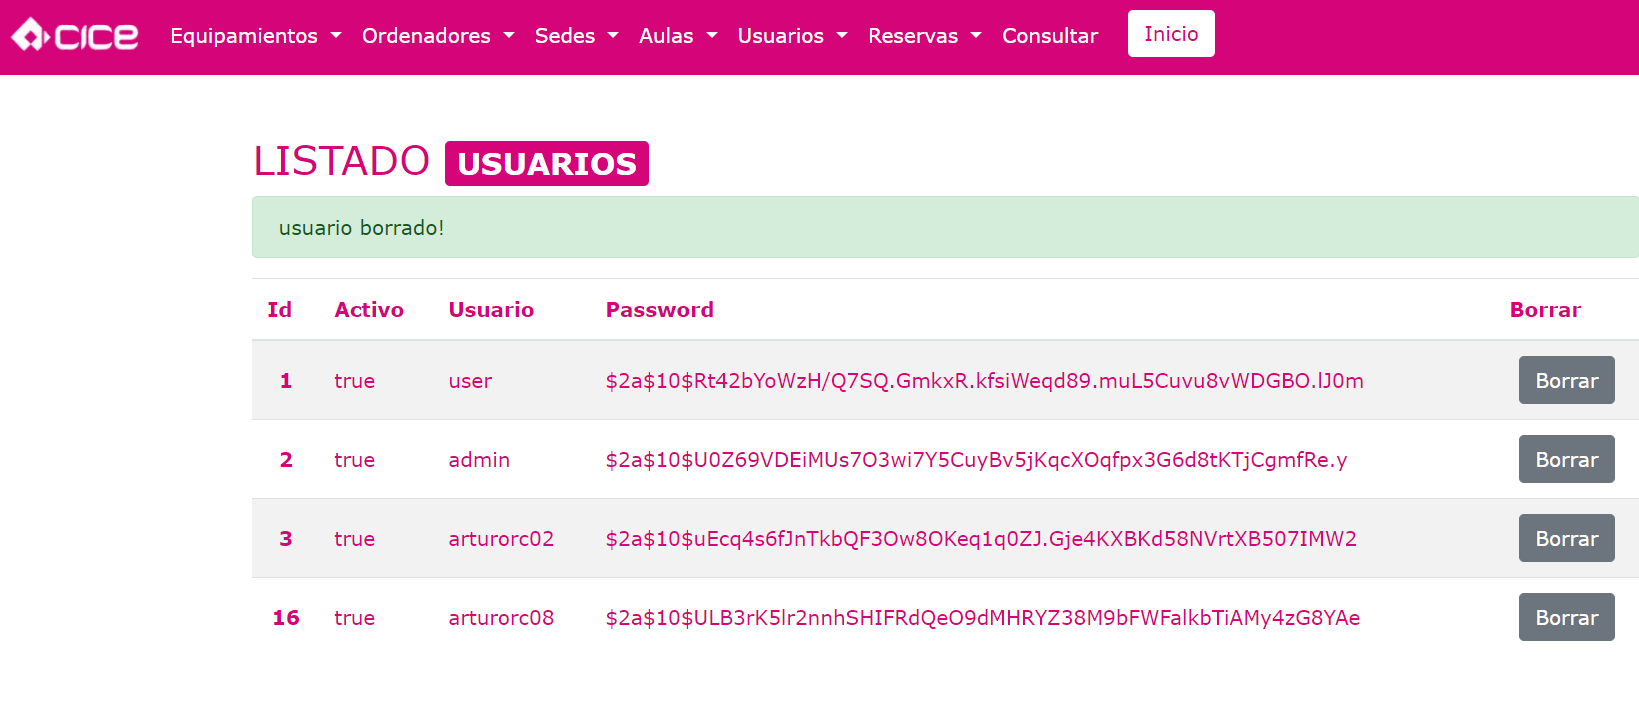 CICE Equipamientos Ordenadores Sedes Aulas Usuarios Reservas Consultar Inicio
LISTADO USUARIOS
usuario borrado!
Id Activo Usuario Password Borrar
1 true user $2a$10$Rt42bYoWzH/Q7SQ.GmkxR.kfsiWeqd89.muL5Cuvu8vWDGBO.lJ0m Borrar
2 true admin $2a$10$U0Z69VDEiMUs7O3wi7Y5CuyBv5jKqcXOqfpx3G6d8tKTjCgmfRe.y Borrar
3 true arturorc02 $2a$10$uEcq4s6fJnTkbQF3Ow8OKeq1q0ZJ.Gje4KXBKd58NVrtXB507IMW2 Borrar
16 true arturorc08 $2a$10$ULB3rK5lr2nnhSHIFRdQeO9dMHRYZ38M9bFWFalkbTiAMy4zG8YAe Borrar